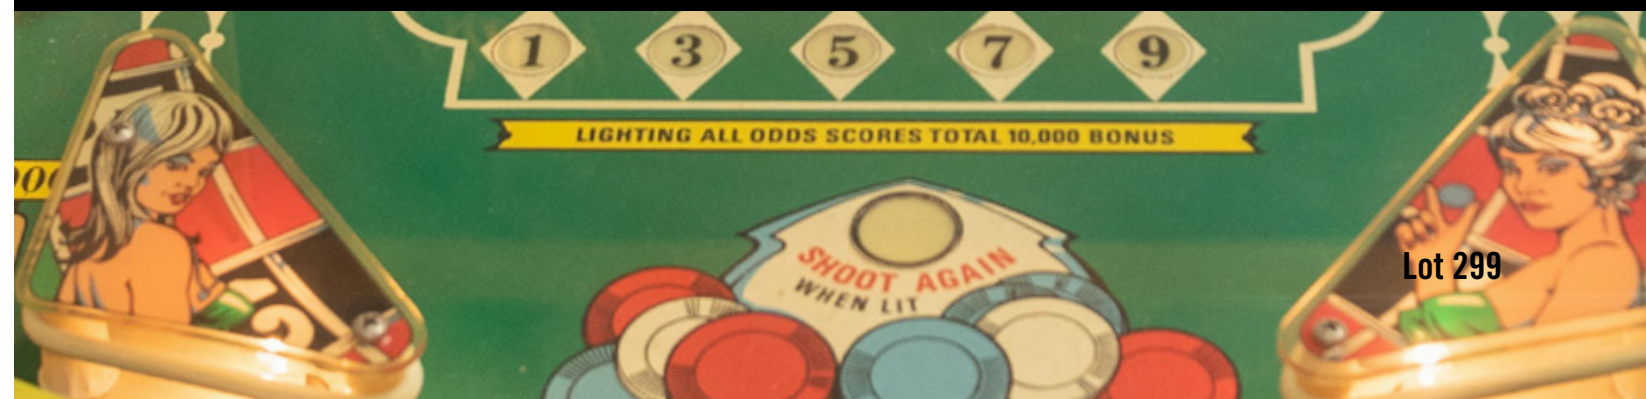 1 3 5 7 9
LIGHTING ALL ODDS SCORES TOTAL 10,000 BONUS
SHOOT AGAIN
WHEN LIT
Lot 299